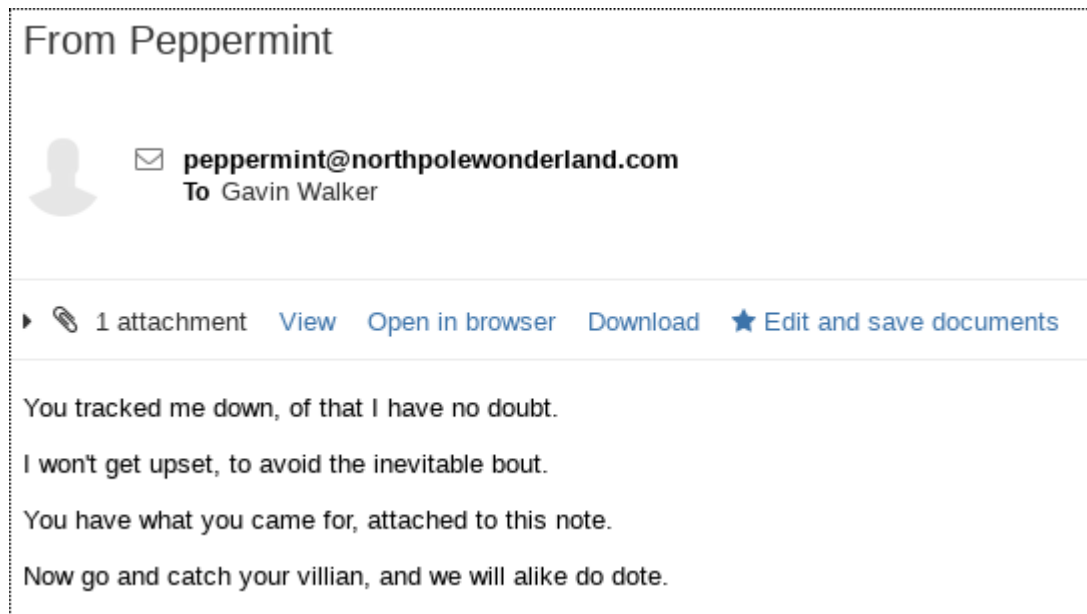 From Peppermint
peppermint@northpolewonderland.com
To Gavin Walker
1 attachment View Open in browser Download Edit and save documents
You tracked me down, of that I have no doubt.
I won't get upset, to avoid the inevitable bout.
You have what you came for, attached to this note.
Now go and catch your villian, and we will alike do dote.